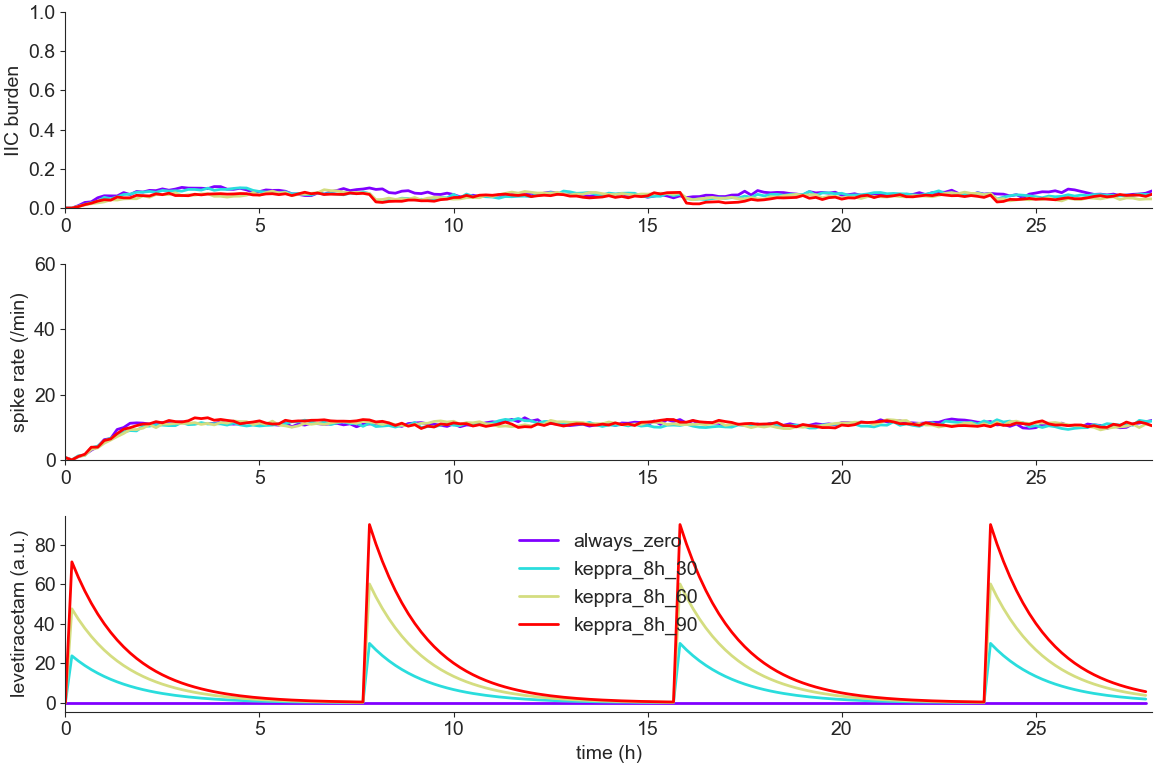 IIC burden
1.0
0.8
0.6
0.4
0.2
0.0
0 5 10 15 20 25
spike rate (/min)
60
40
20
0
0 5 10 15 20 25
levetiracetam (a.u.)
80
60
40
20
0
always_zero
keppra_8h_30
keppra_8h_60
keppra_8h_90
0 5 10 15 20 25
time (h)